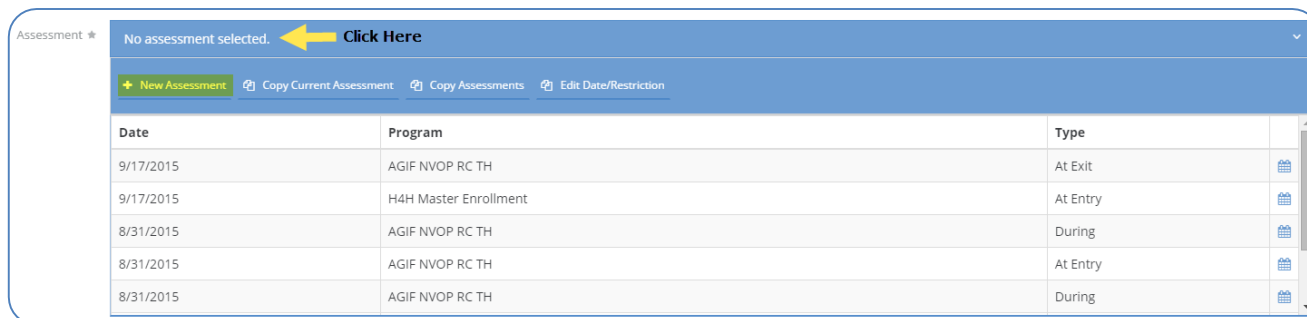 Assessment
No assessment selected. Click Here
New Assessment Copy Current Assessment Copy Assessments Edit Date/Restriction
Date Program Type
9/17/2015 AGIF NVOP RC TH At Exit
9/17/2015 H4H Master Enrollment At Entry
8/31/2015 AGIF NVOP RC TH During
8/31/2015 AGIF NVOP RC TH At Entry
8/31/2015 AGIF NVOP RC TH During